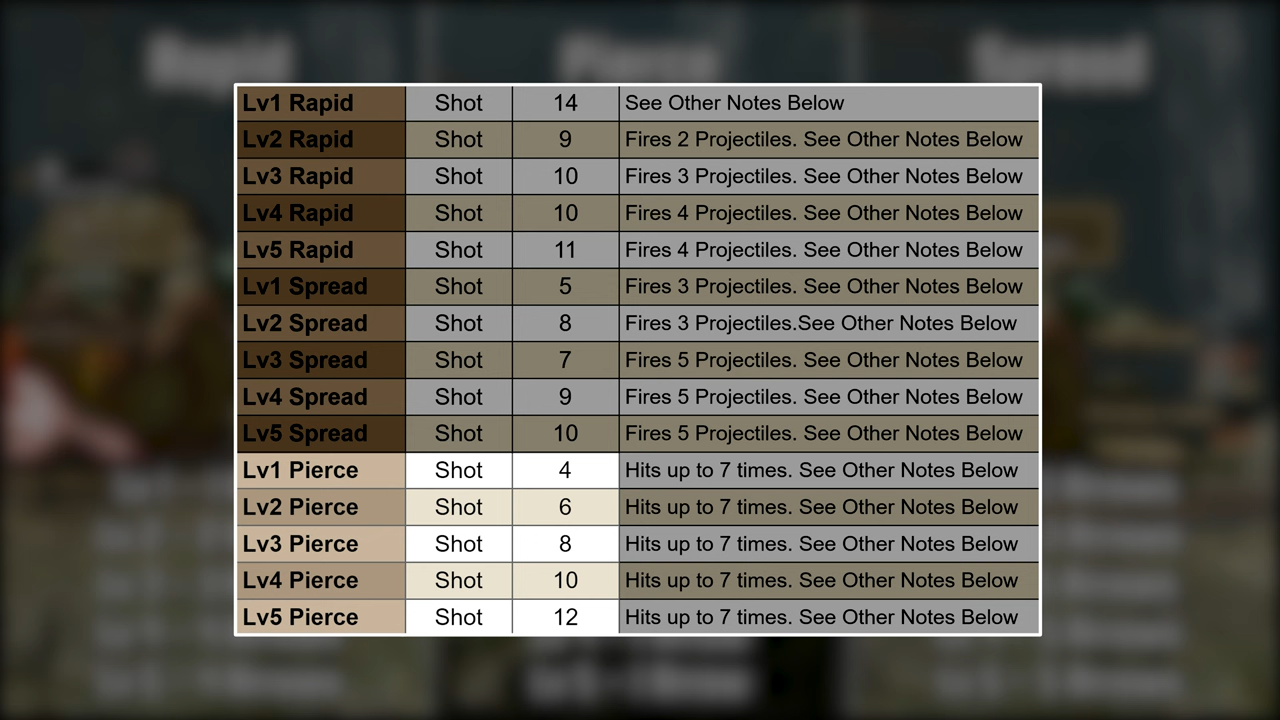 Rapid Pierce Spread
Lv1 Rapid Shot 14 See Other Notes Below
Lv2 Rapid Shot 9 Fires 2 Projectiles. See Other Notes Below
Lv3 Rapid Shot 10 Fires 3 Projectiles. See Other Notes Below
Lv4 Rapid Shot 10 Fires 4 Projectiles. See Other Notes Below
Lv5 Rapid Shot 11 Fires 4 Projectiles. See Other Notes Below
Lv1 Spread Shot 5 Fires 3 Projectiles. See Other Notes Below
Lv2 Spread Shot 8 Fires 3 Projectiles.See Other Notes Below
Lv3 Spread Shot 7 Fires 5 Projectiles. See Other Notes Below
Lv4 Spread Shot 9 Fires 5 Projectiles. See Other Notes Below
Lv5 Spread Shot 10 Fires 5 Projectiles. See Other Notes Below
Lv1 Pierce Shot 4 Hits up to 7 times. See Other Notes Below
Lv2 Pierce Shot 6 Hits up to 7 times. See Other Notes Below
Lv3 Pierce Shot 8 Hits up to 7 times. See Other Notes Below
Lv4 Pierce Shot 10 Hits up to 7 times. See Other Notes Below
Lv5 Pierce Shot 12 Hits up to 7 times. See Other Notes Below